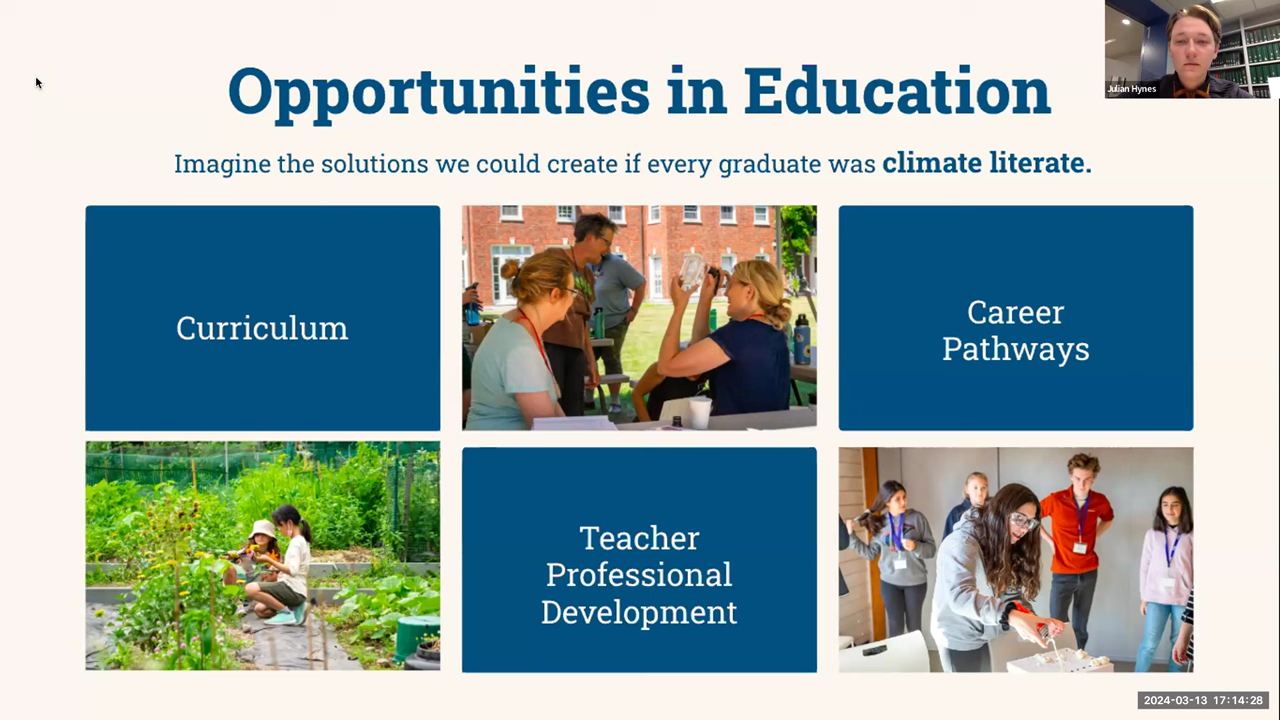 Opportunities in Education
Imagine the solutions we could create if every graduate was climate literate.
Julian Hynes
Curriculum
Career
Pathways
Teacher
Professional
Development
2024-03-13 17:14:28